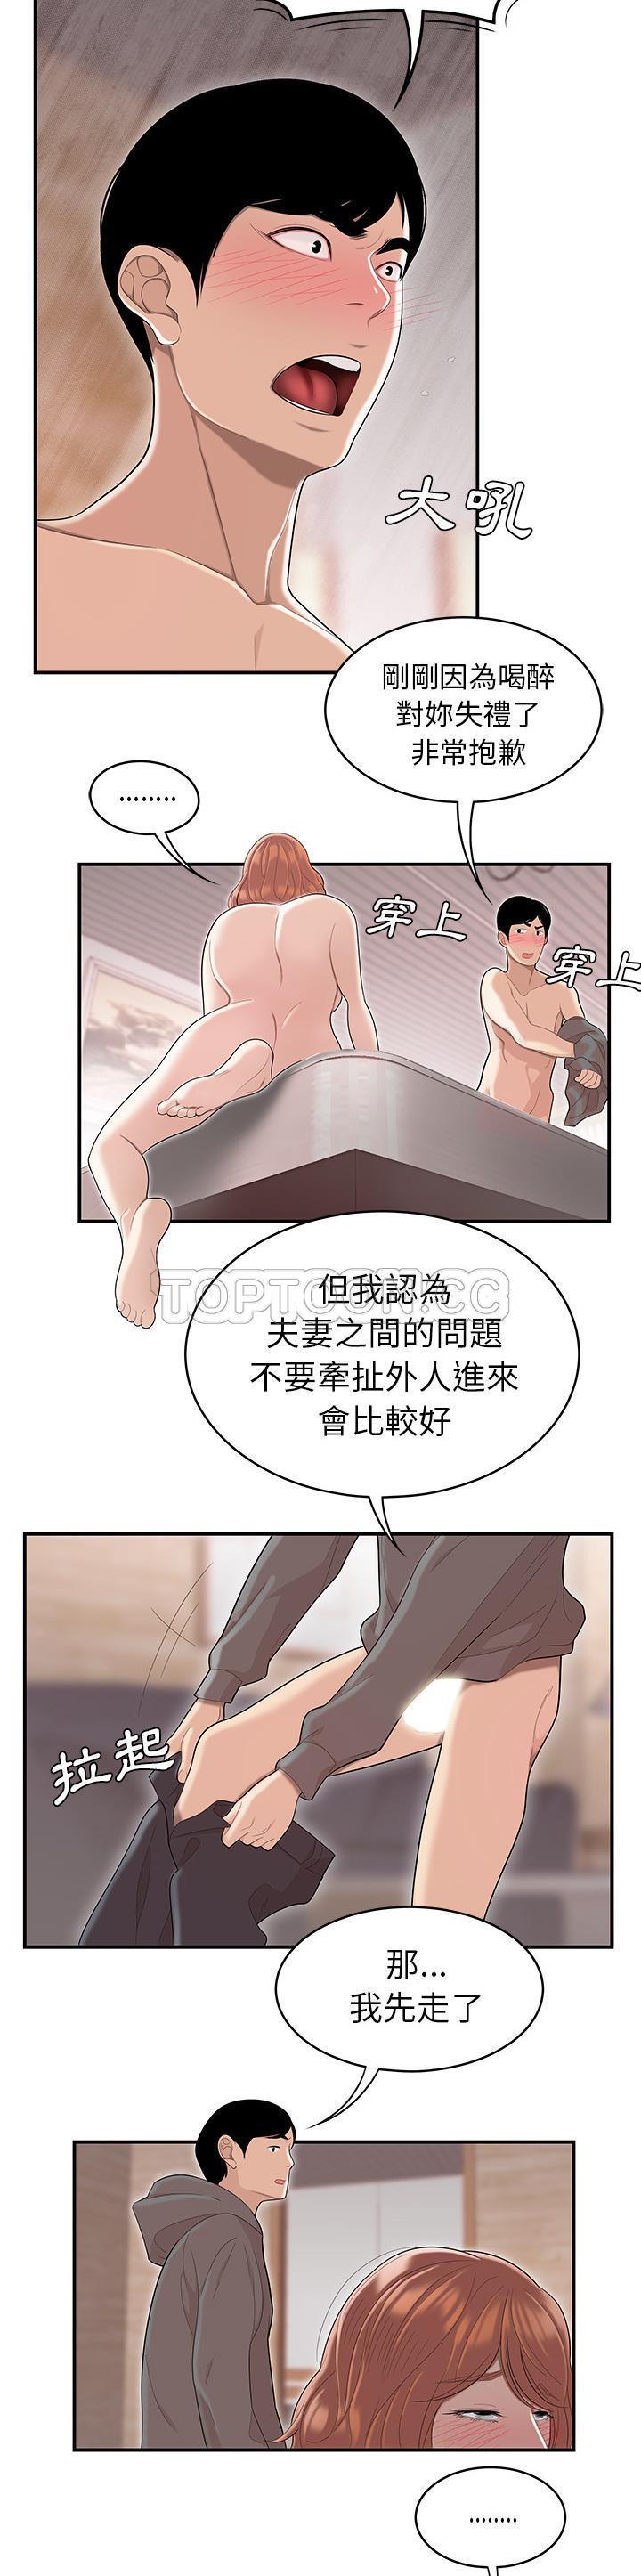 大吼
剛剛因為喝醉
對妳失禮了
非常抱歉
........
穿上
穿上
但我認為
夫妻之間的問題
不要牽扯外人進來
會比較好
TOPTOON.CC
拉起
那...
我先走了
........